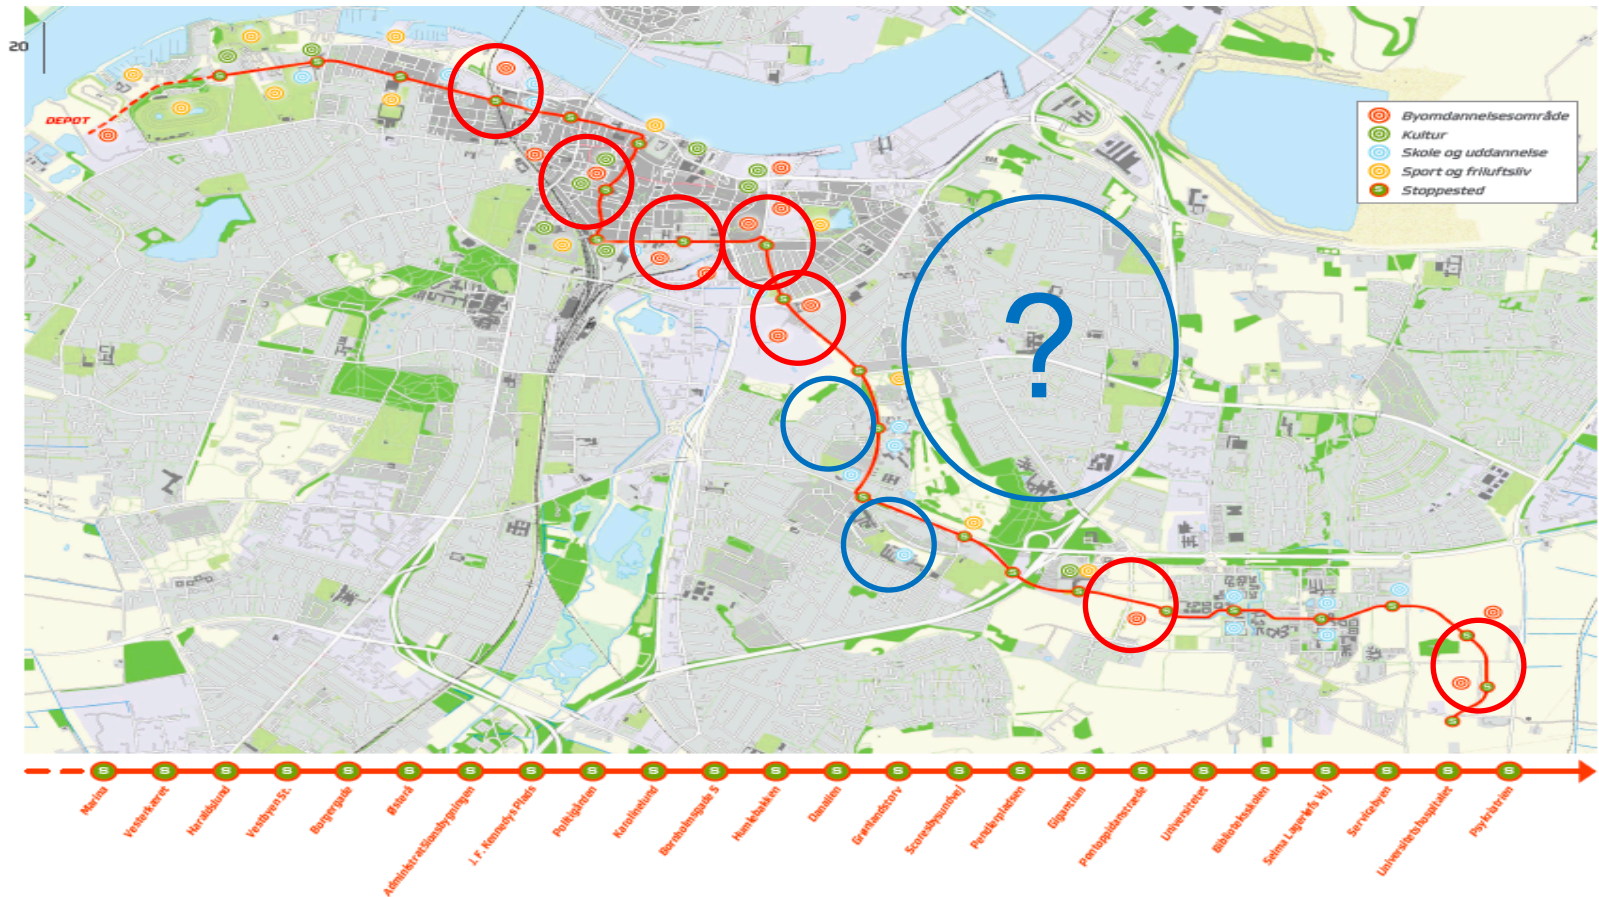 20
DEPOT
Byomdannelsesområde
Kultur
Skole og uddannelse
Sport og friluftsliv
Stoppested
?
Marina
Vesterkæret
Haraldslund
Vestbyen St.
Borgergade
Østerå
Administrationsbygningen
J. F. Kennedys Plads
Politigården
Karolinelund
Bornholmsgade S
Humlebakken
Danalien
Grønlandstorv
Scoresbysundvej
Pendlerpladsen
Gigantium
Pontoppidanstræde
Universitetet
Biblioteksskolen
Selma Lagerløfs Vej
Servicebyen
Universitetshospitalet
Psykiatrien